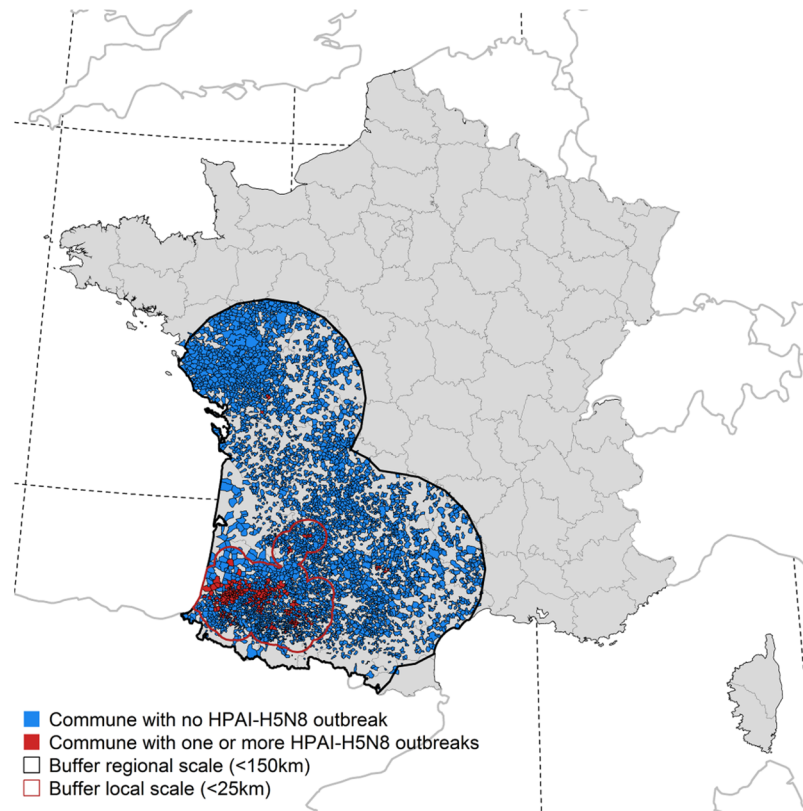 Commune with no HPAI-H5N8 outbreak
Commune with one or more HPAI-H5N8 outbreaks
Buffer regional scale (<150km)
Buffer local scale (<25km)